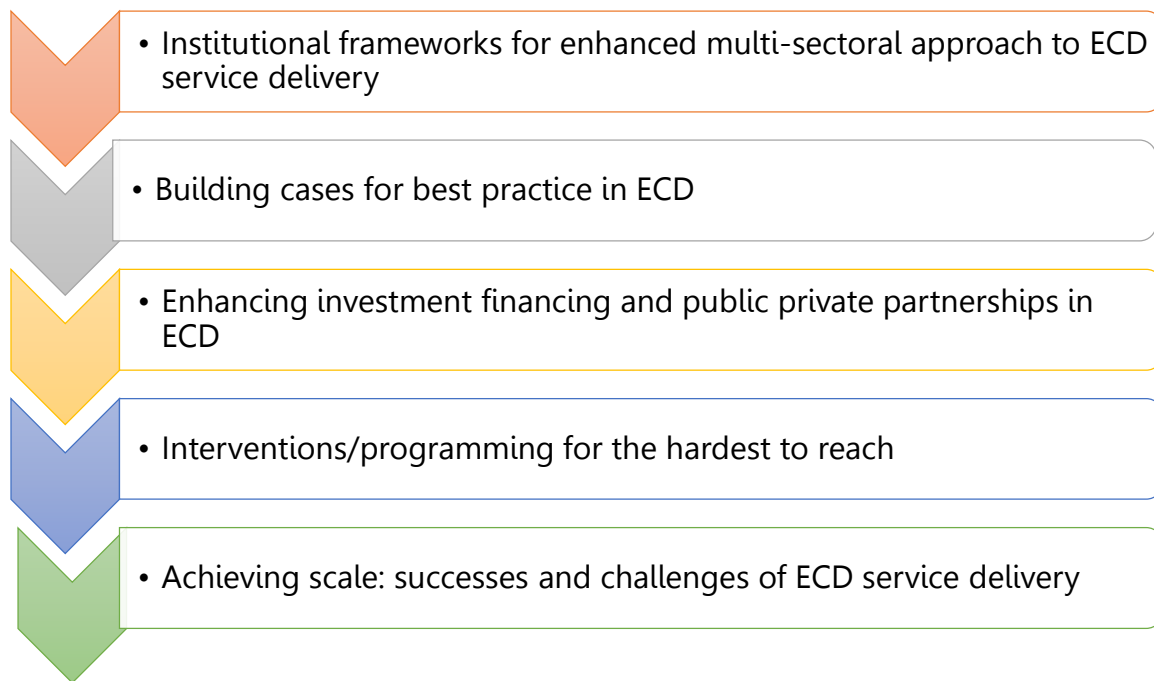 • Institutional frameworks for enhanced multi-sectoral approach to ECD
service delivery
• Building cases for best practice in ECD
• Enhancing investment financing and public private partnerships in
ECD
• Interventions/programming for the hardest to reach
• Achieving scale: successes and challenges of ECD service delivery